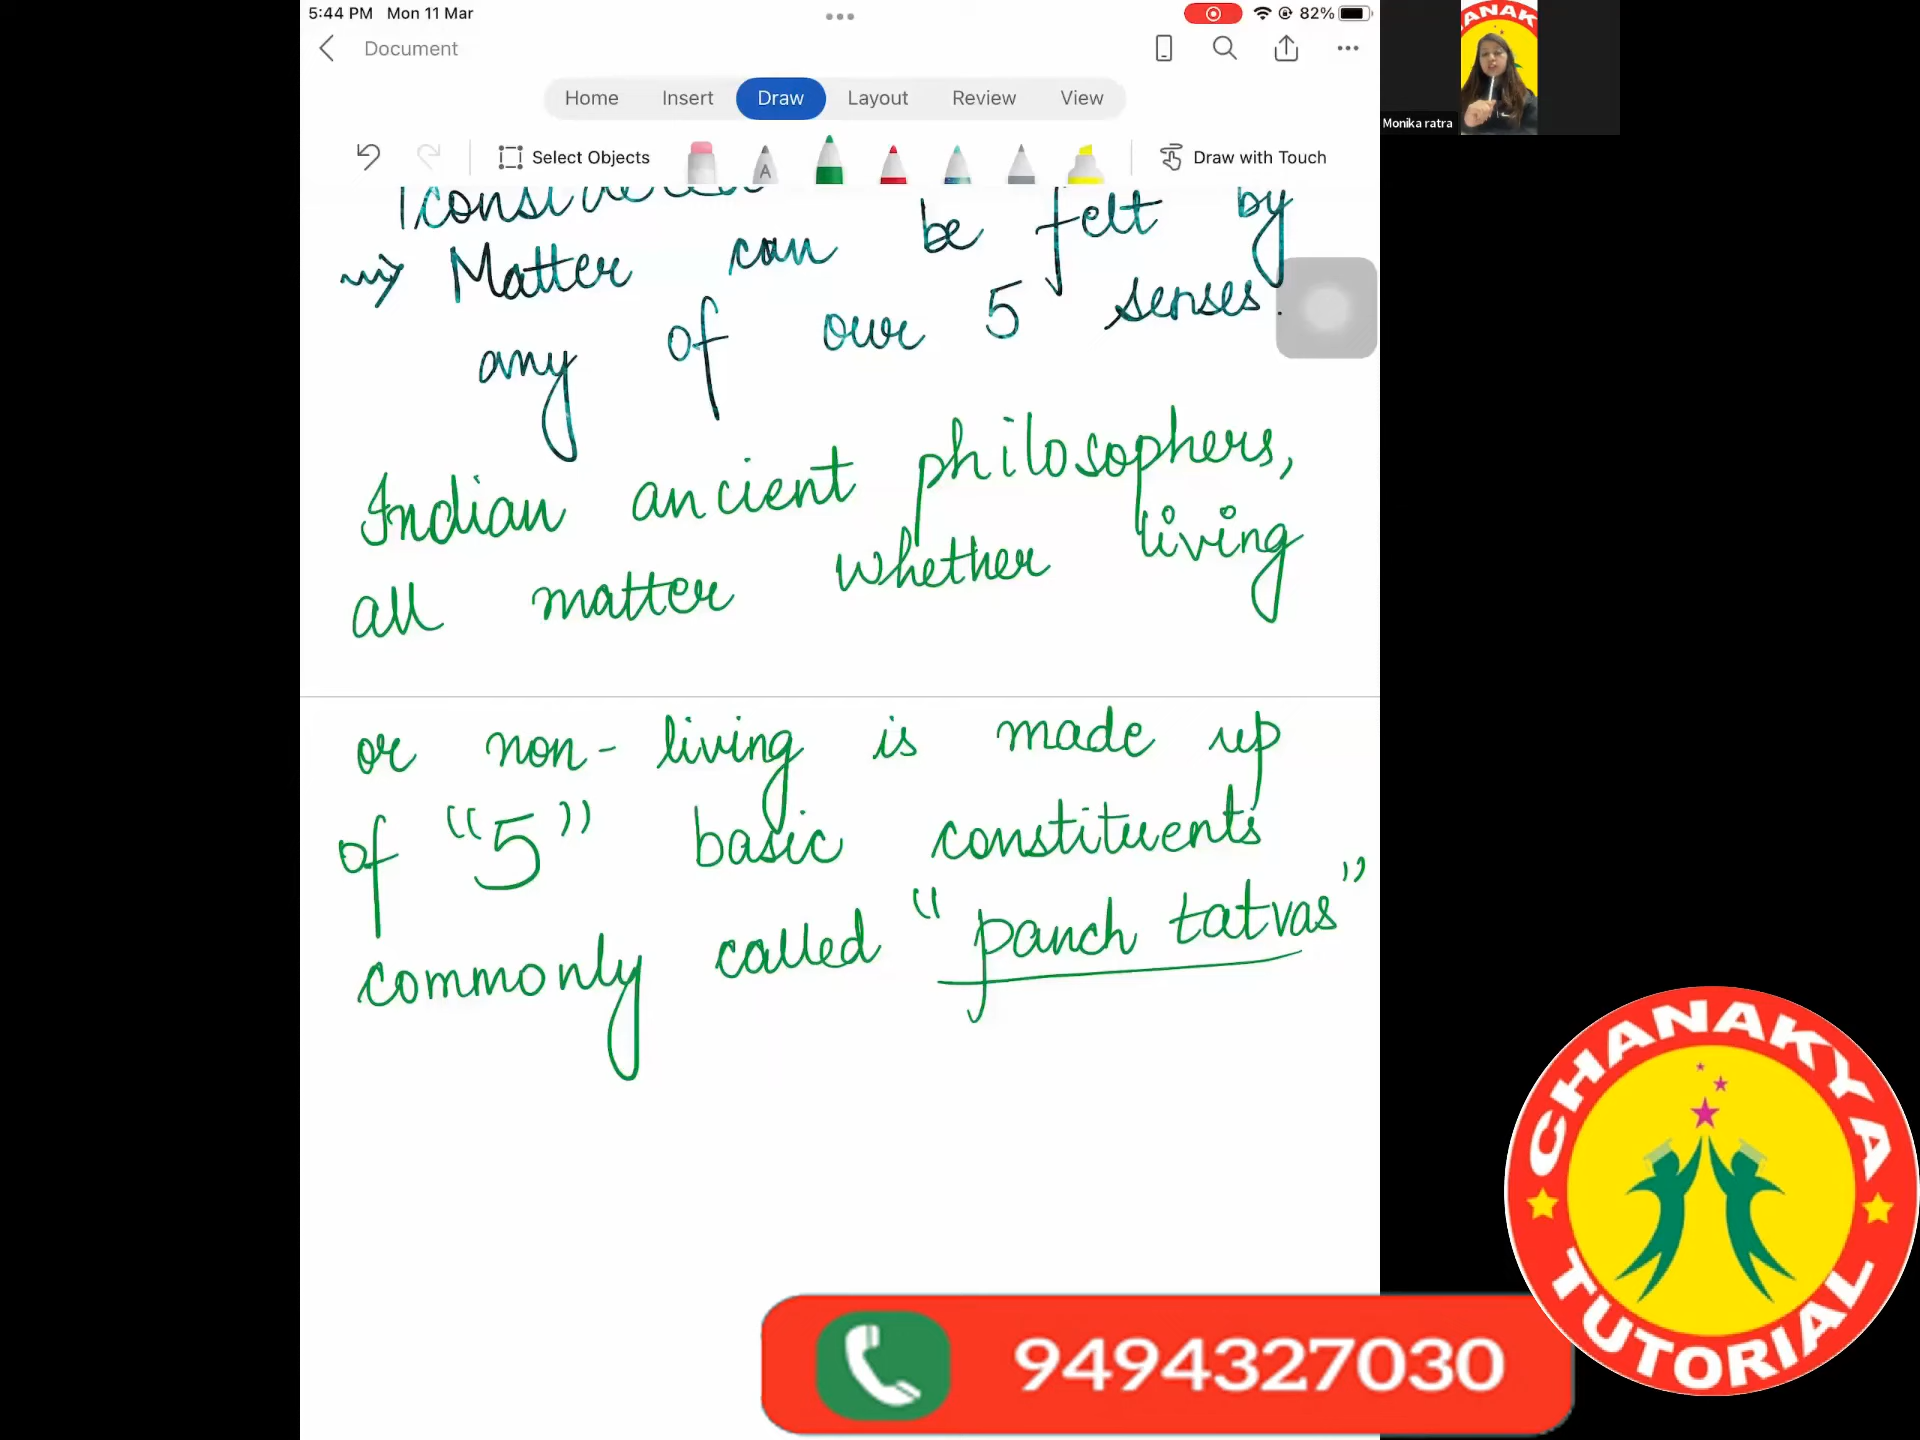 5:44 PM Mon 11 Mar
82%
Document
Home Insert Draw Layout Review View
Select Objects
A
Draw with Touch
Monika ratra
ANAK
Matter can be felt by
any of our 5 senses.
Indian ancient philosophers,
all matter whether living
or non-living is made up
of "5" basic constituents
commonly called "panch tatvas"
CHANAKYA
TUTORIAL
9494327030